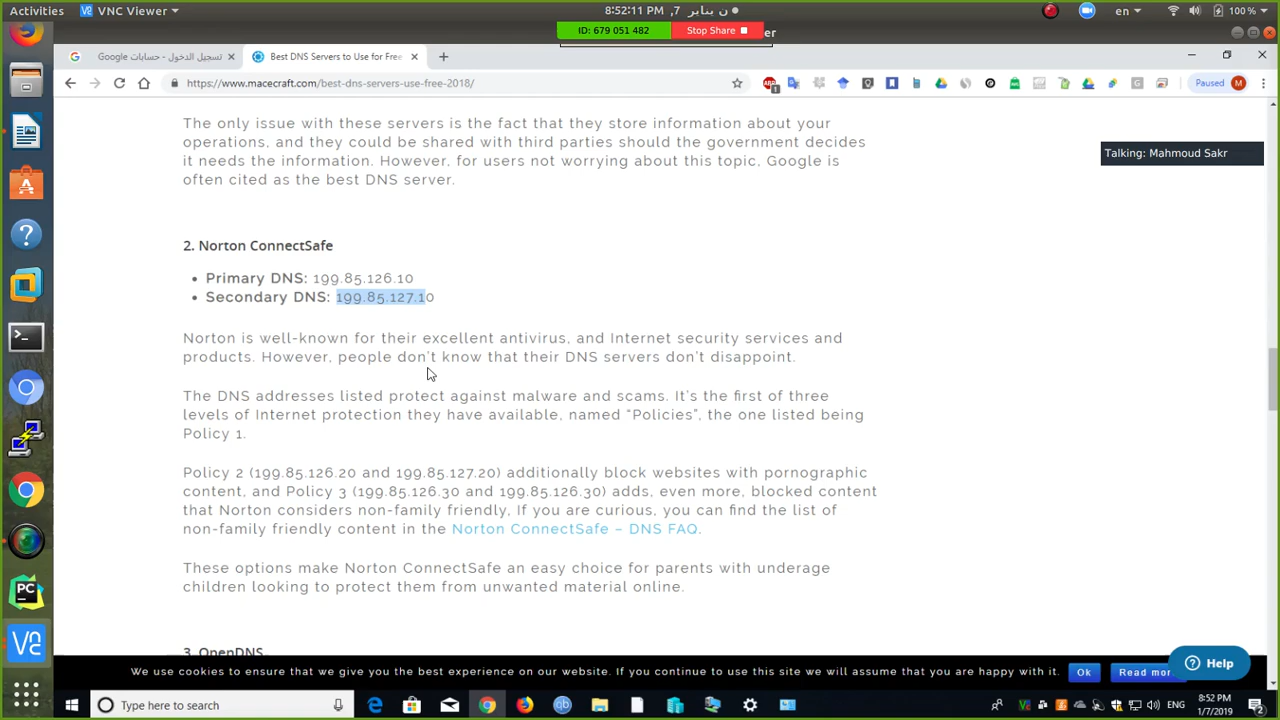 Activities
VNC Viewer
8:52:11 PM ,7 ن يناير
en
100 %
ID: 679 051 482
Stop Share
er
تسجيل الدخول - حسابات Google
Best DNS Servers to Use for Free
https://www.macecraft.com/best-dns-servers-use-free-2018/
Paused
M
Talking: Mahmoud Sakr
The only issue with these servers is the fact that they store information about your
operations, and they could be shared with third parties should the government decides
it needs the information. However, for users not worrying about this topic, Google is
often cited as the best DNS server.
2. Norton ConnectSafe
• Primary DNS: 199.85.126.10
• Secondary DNS: 199.85.127.10
Norton is well-known for their excellent antivirus, and Internet security services and
products. However, people don't know that their DNS servers don't disappoint.
The DNS addresses listed protect against malware and scams. It's the first of three
levels of Internet protection they have available, named “Policies”, the one listed being
Policy 1.
Policy 2 (199.85.126.20 and 199.85.127.20) additionally block websites with pornographic
content, and Policy 3 (199.85.126.30 and 199.85.126.30) adds, even more, blocked content
that Norton considers non-family friendly. If you are curious, you can find the list of
non-family friendly content in the Norton ConnectSafe – DNS FAQ.
These options make Norton ConnectSafe an easy choice for parents with underage
children looking to protect them from unwanted material online.
3. OpenDNS
We use cookies to ensure that we give you the best experience on our website. If you continue to use this site we will assume that you are happy with it.
Ok
Read more
Help
Type here to search
ENG
8:52 PM
1/7/2019